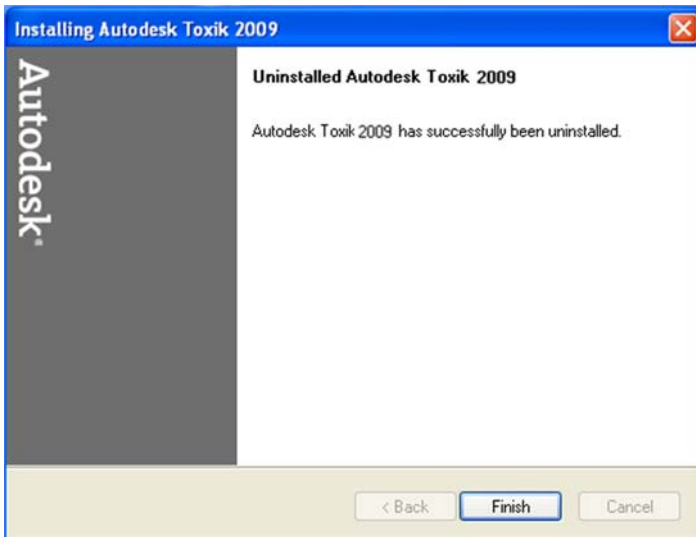 Installing Autodesk Toxik 2009
Autodesk®
Uninstalled Autodesk Toxik 2009
Autodesk Toxik 2009 has successfully been uninstalled.
< Back
Finish
Cancel